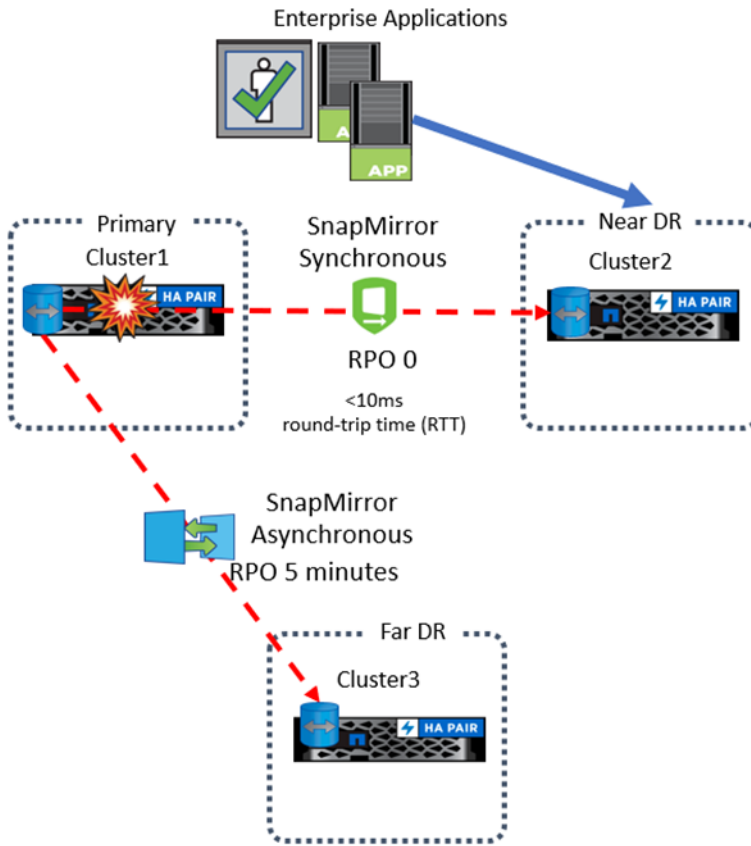 Enterprise Applications
A
APP
Primary
Cluster1
HA PAIR
SnapMirror
Synchronous
RPO 0
<10ms
round-trip time (RTT)
Near DR
Cluster2
HA PAIR
SnapMirror
Asynchronous
RPO 5 minutes
Far DR
Cluster3
HA PAIR